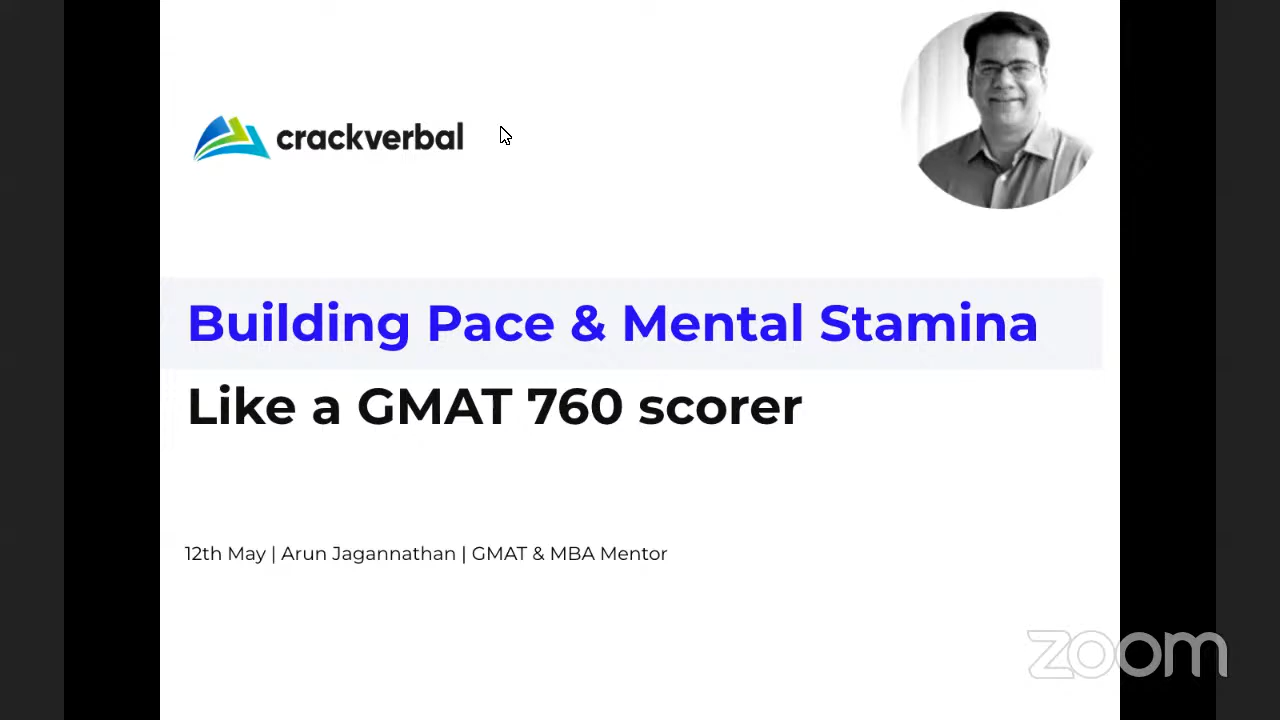 crackverbal
Building Pace & Mental Stamina
Like a GMAT 760 scorer
12th May | Arun Jagannathan | GMAT & MBA Mentor
zoom